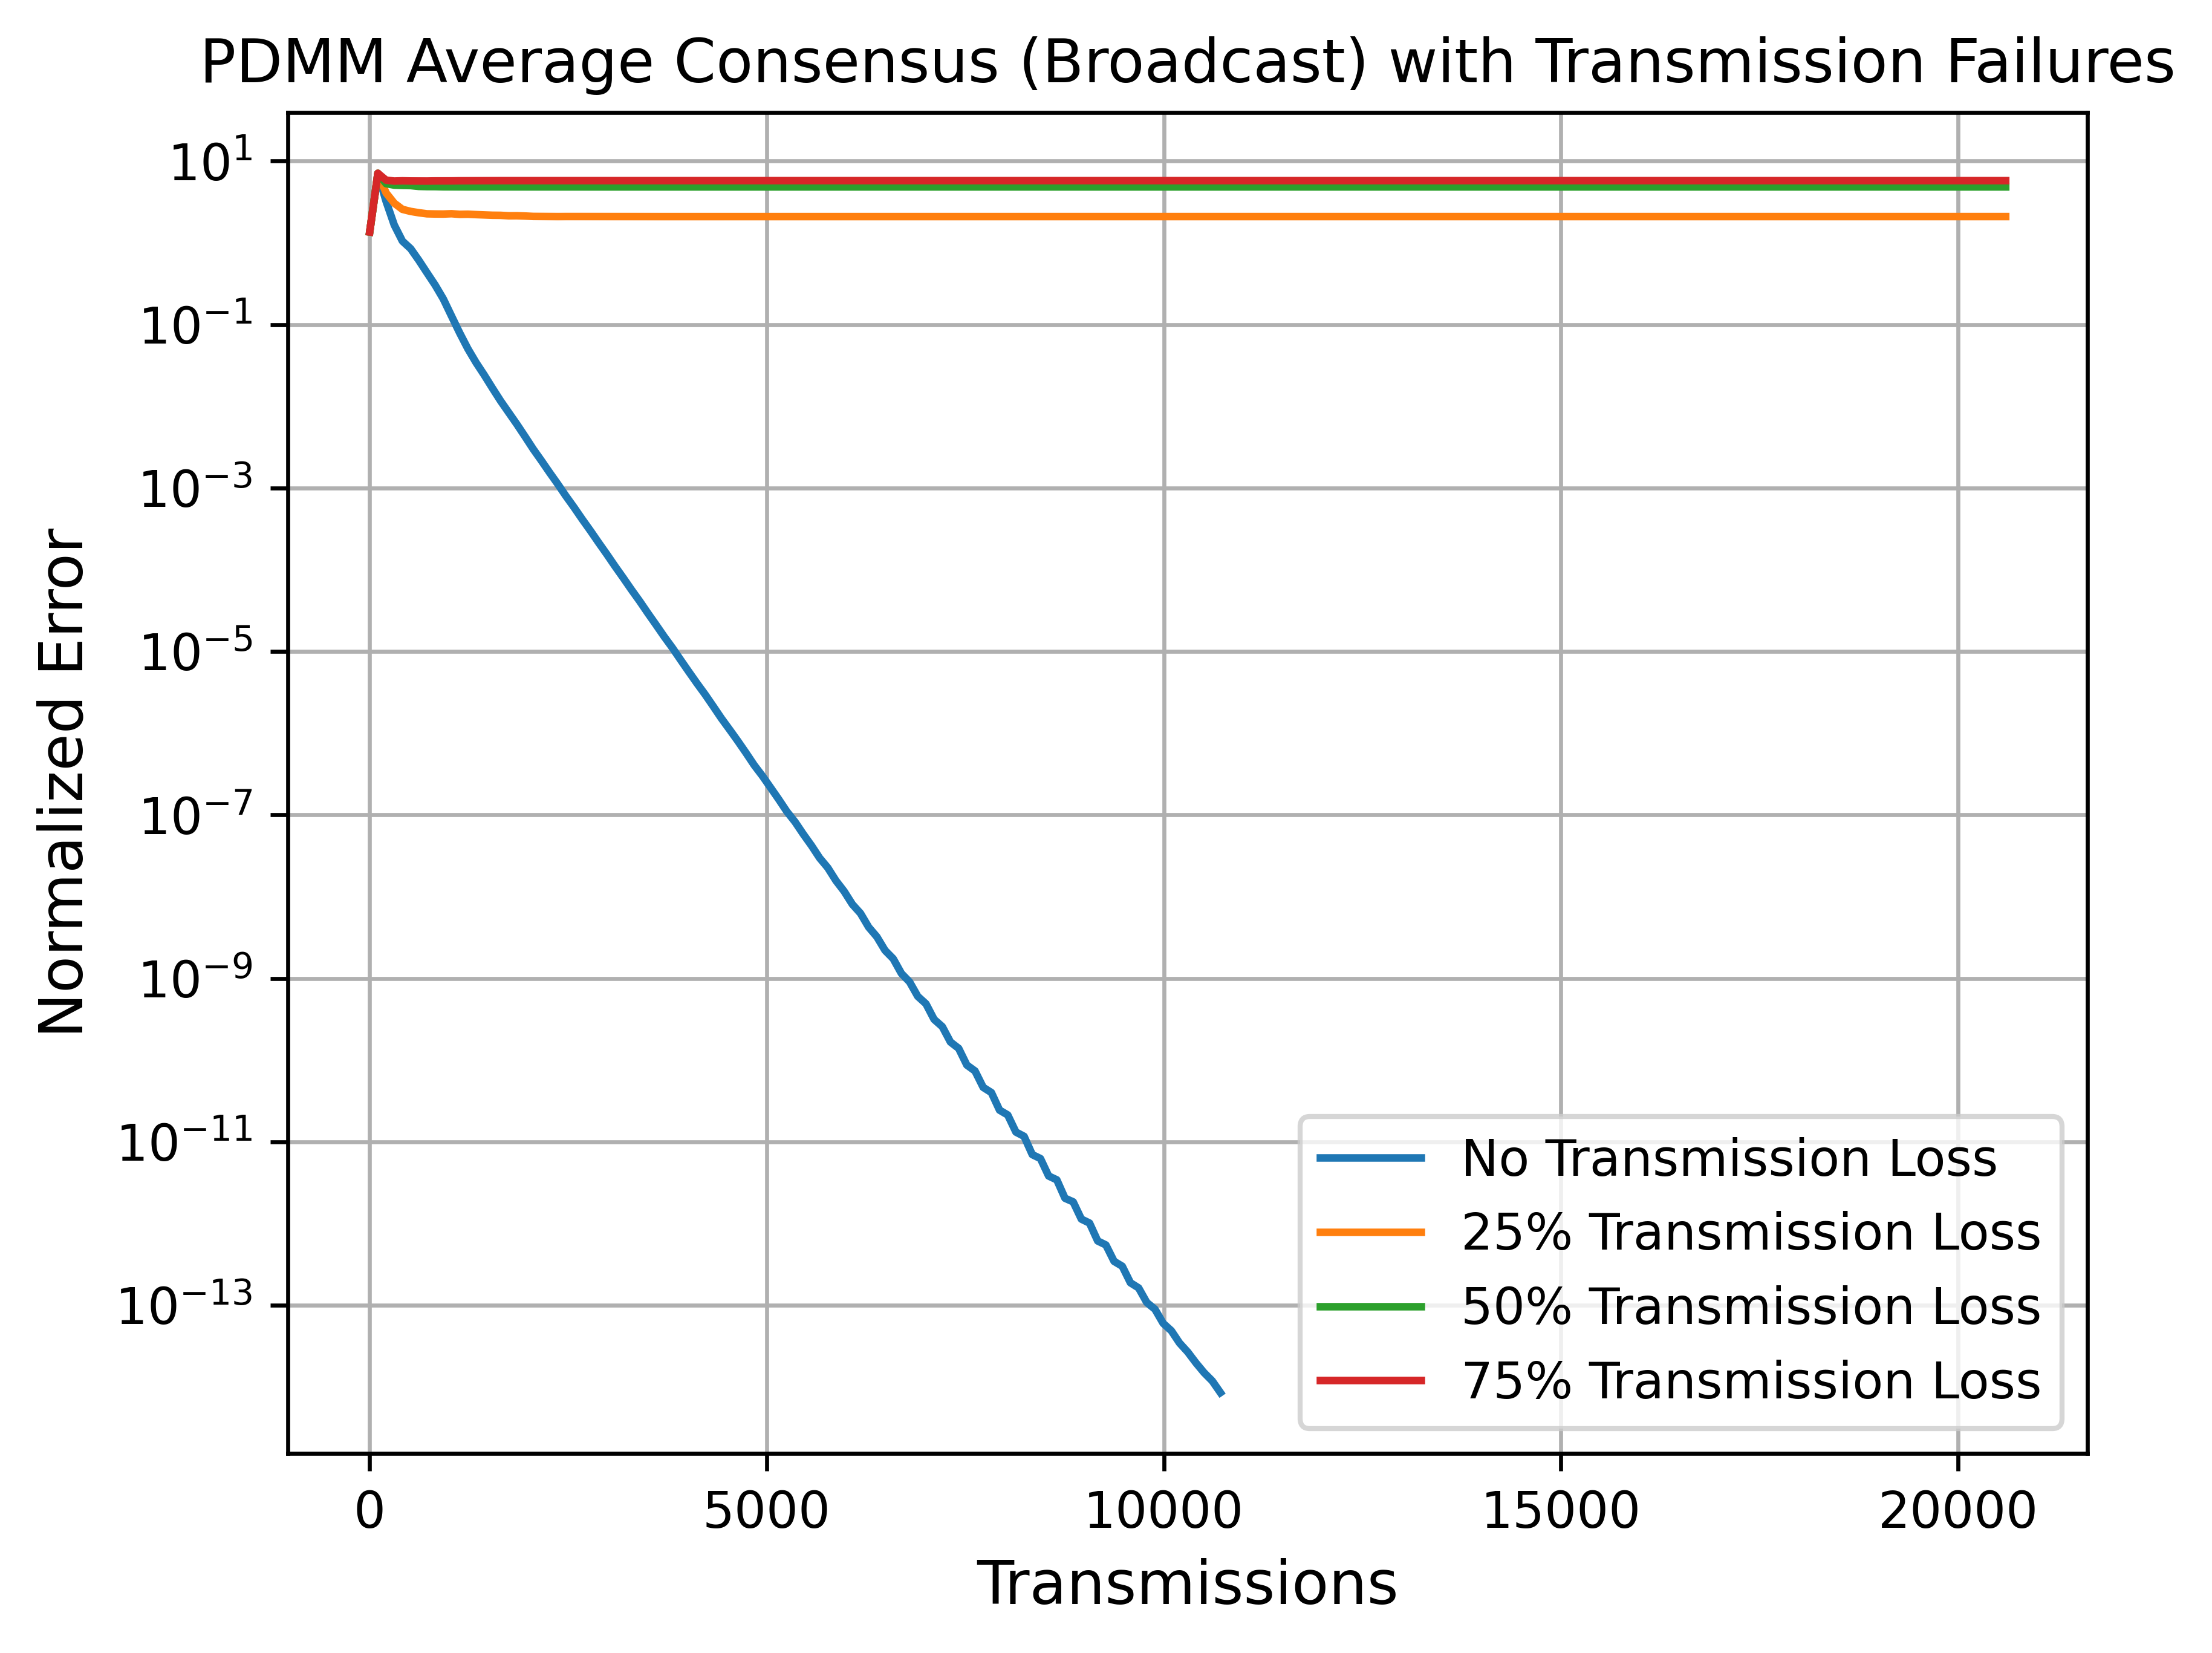 PDMM Average Consensus (Broadcast) with Transmission Failures
Normalized Error
10¹
10⁻¹
10⁻³
10⁻⁵
10⁻⁷
10⁻⁹
10⁻¹¹
10⁻¹³
No Transmission Loss
25% Transmission Loss
50% Transmission Loss
75% Transmission Loss
0 5000 10000 15000 20000
Transmissions